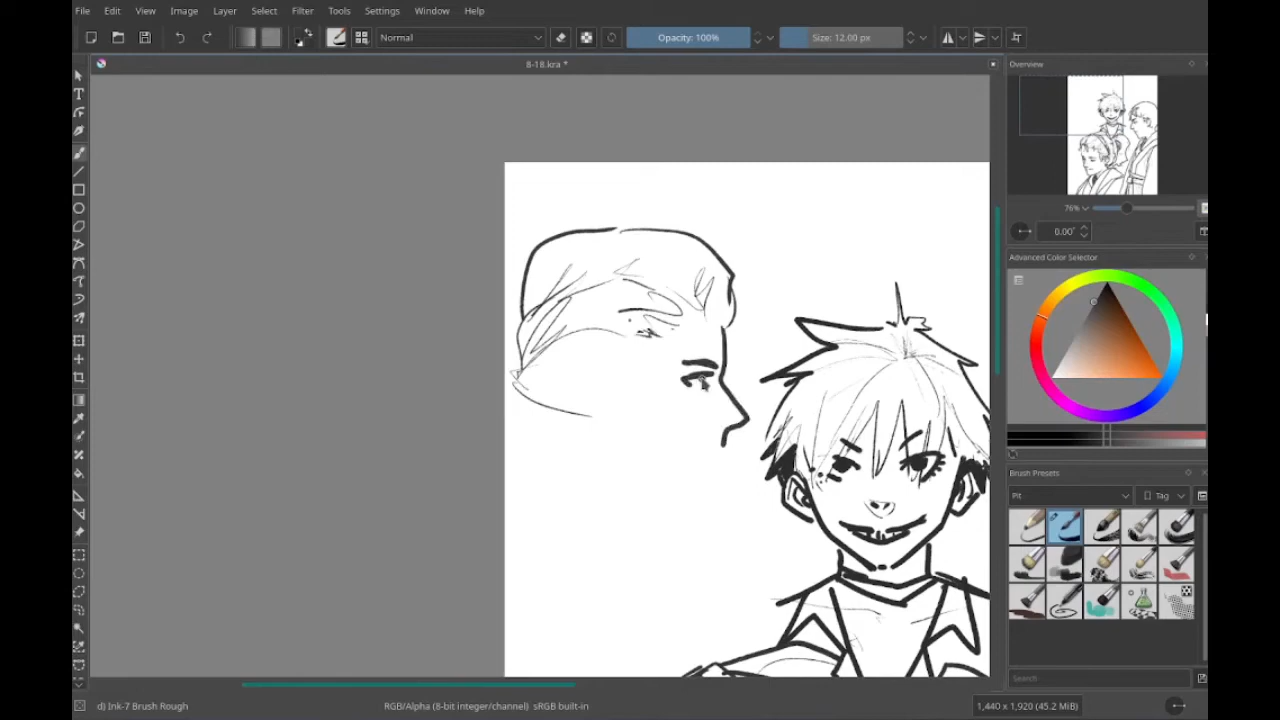 File Edit View Image Layer Select Filter Tools Settings Window Help
Normal Opacity: 100% Size: 12.00 px
8-18.kra *
Overview
76%
0.00°
Advanced Color Selector
Brush Presets
Pit Tag
Search
d) Ink-7 Brush Rough RGB/Alpha (8-bit integer/channel) sRGB built-in 1,440 x 1,920 (45.2 MiB)